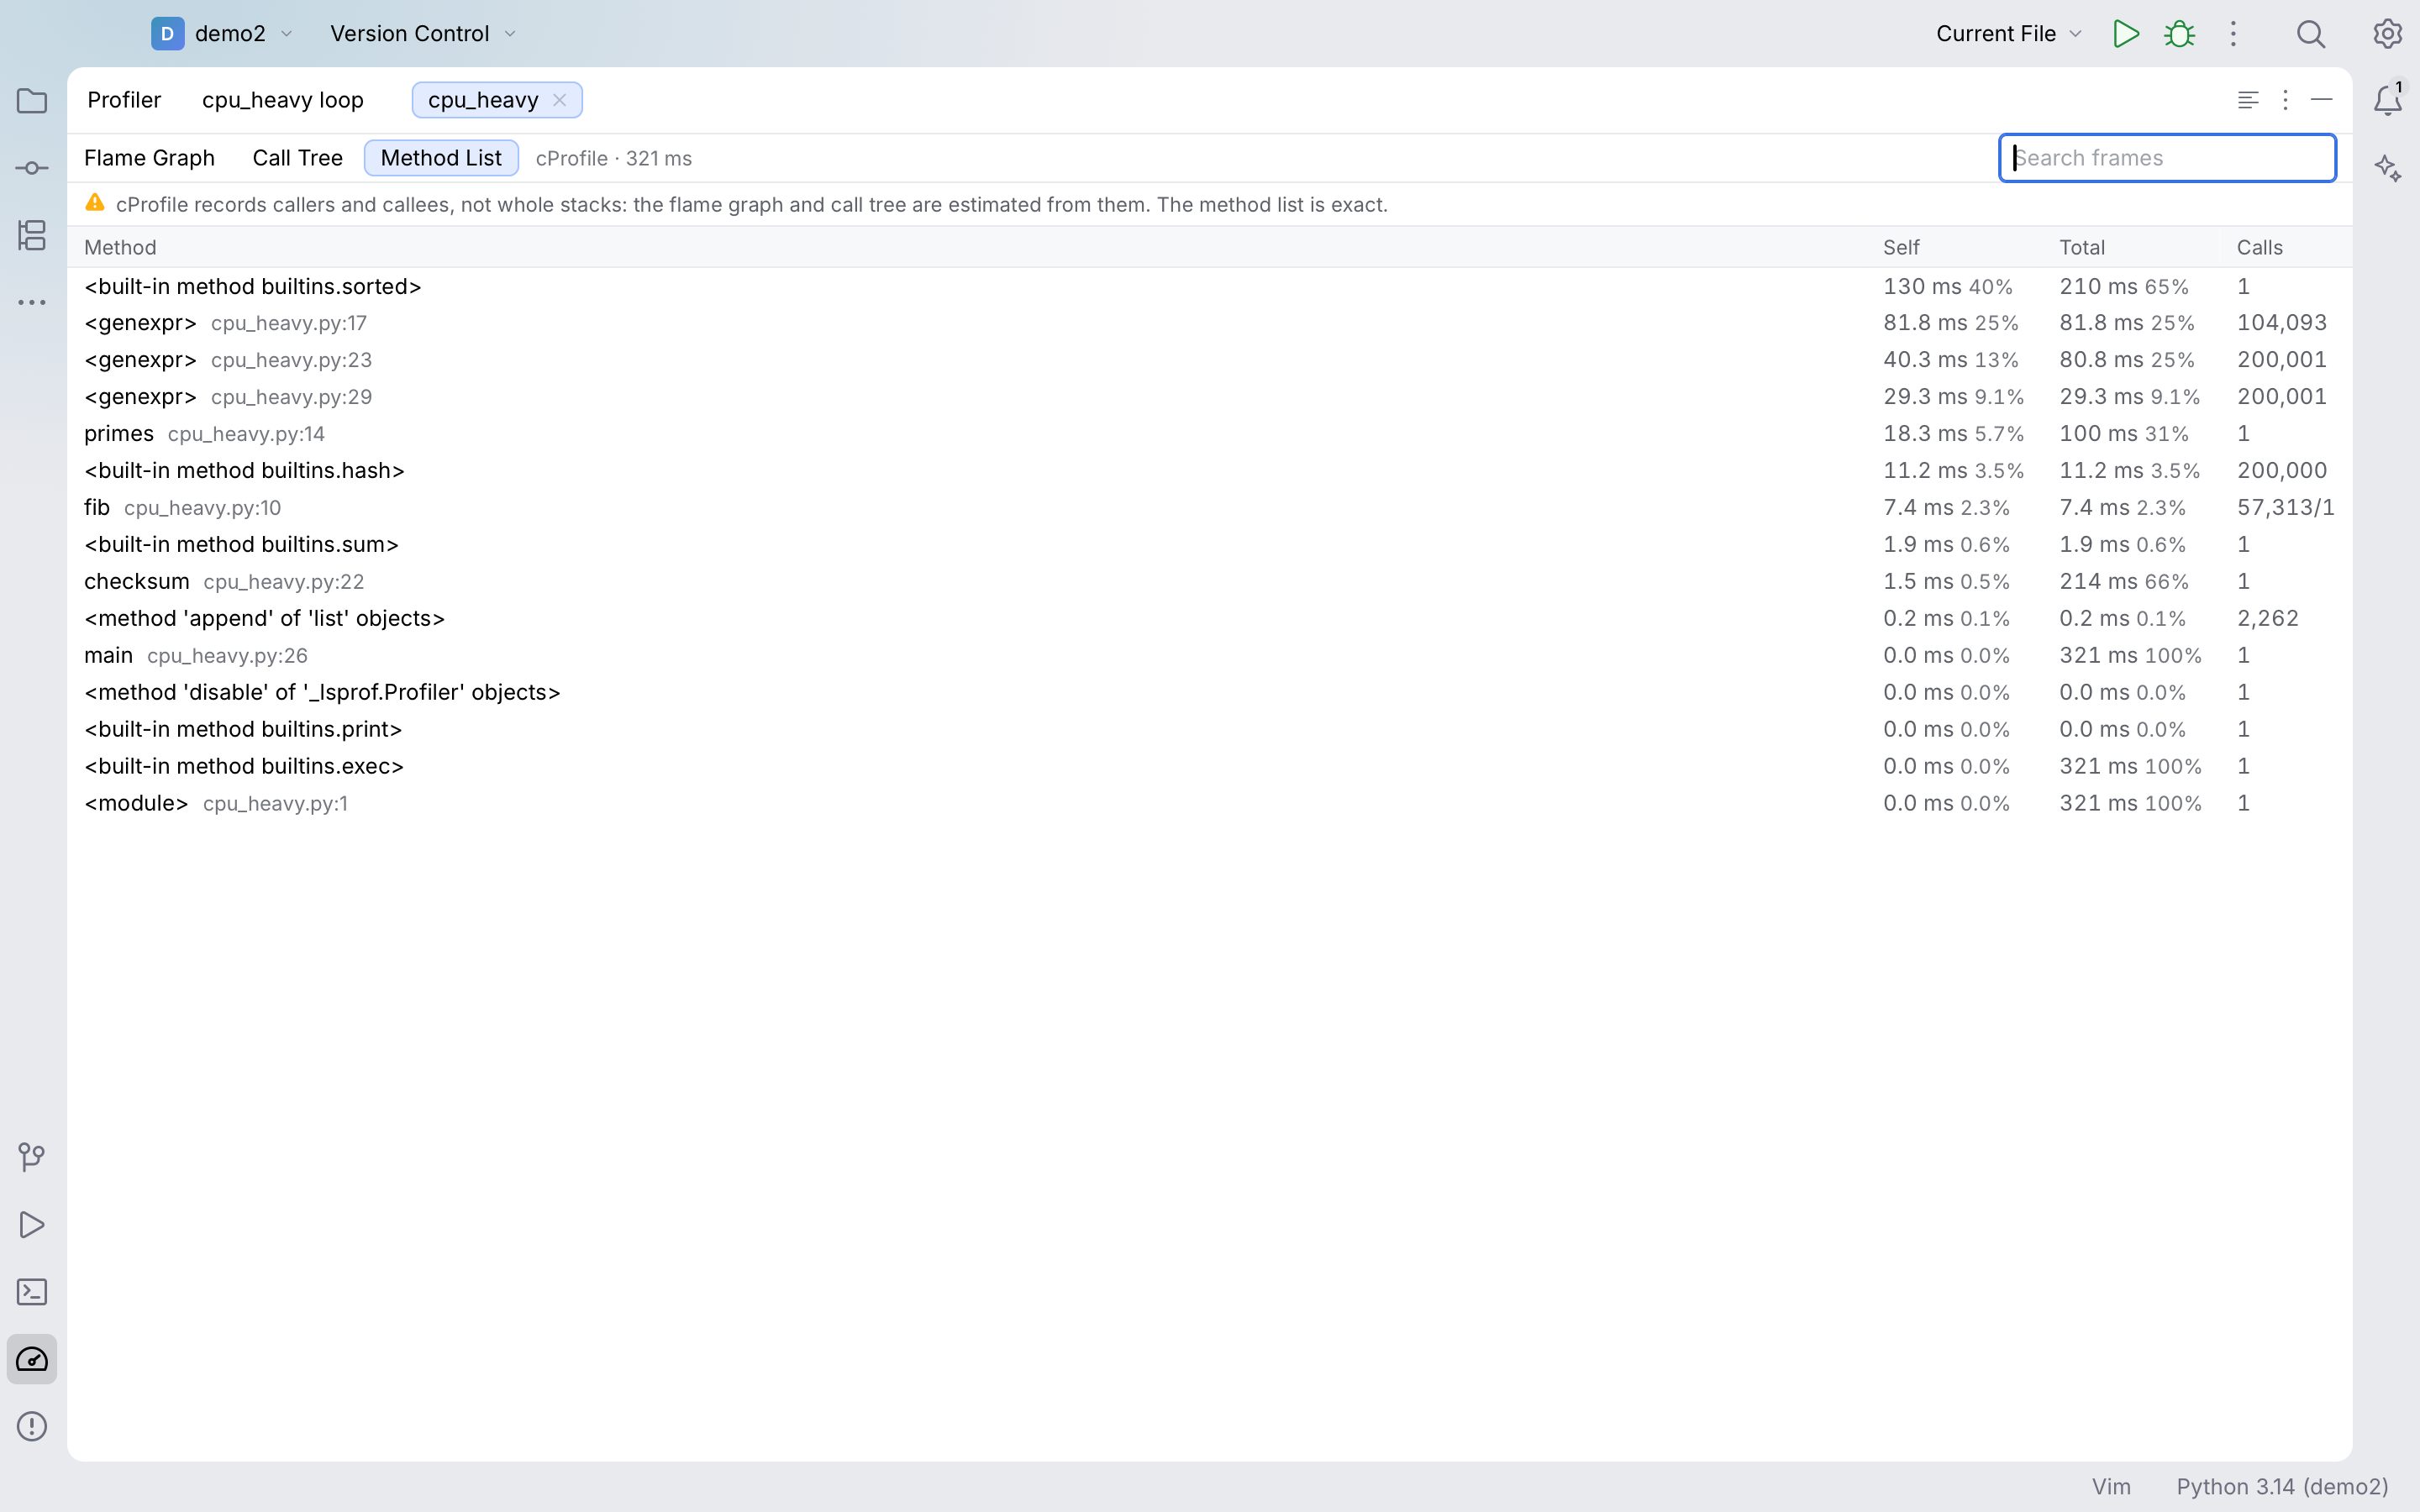 D demo2 Version Control Current File
Profiler cpu_heavy loop cpu_heavy 1
Flame Graph Call Tree Method List cProfile · 321 ms Search frames
cProfile records callers and callees, not whole stacks: the flame graph and call tree are estimated from them. The method list is exact.
Method Self Total Calls
<built-in method builtins.sorted> 130 ms 40% 210 ms 65% 1
<genexpr> cpu_heavy.py:17 81.8 ms 25% 81.8 ms 25% 104,093
<genexpr> cpu_heavy.py:23 40.3 ms 13% 80.8 ms 25% 200,001
<genexpr> cpu_heavy.py:29 29.3 ms 9.1% 29.3 ms 9.1% 200,001
primes cpu_heavy.py:14 18.3 ms 5.7% 100 ms 31% 1
<built-in method builtins.hash> 11.2 ms 3.5% 11.2 ms 3.5% 200,000
fib cpu_heavy.py:10 7.4 ms 2.3% 7.4 ms 2.3% 57,313/1
<built-in method builtins.sum> 1.9 ms 0.6% 1.9 ms 0.6% 1
checksum cpu_heavy.py:22 1.5 ms 0.5% 214 ms 66% 1
<method 'append' of 'list' objects> 0.2 ms 0.1% 0.2 ms 0.1% 2,262
main cpu_heavy.py:26 0.0 ms 0.0% 321 ms 100% 1
<method 'disable' of '_lsprof.Profiler' objects> 0.0 ms 0.0% 0.0 ms 0.0% 1
<built-in method builtins.print> 0.0 ms 0.0% 0.0 ms 0.0% 1
<built-in method builtins.exec> 0.0 ms 0.0% 321 ms 100% 1
<module> cpu_heavy.py:1 0.0 ms 0.0% 321 ms 100% 1
Vim Python 3.14 (demo2)